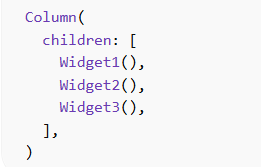 Column(
  children: [
    Widget1(),
    Widget2(),
    Widget3(),
  ],
)